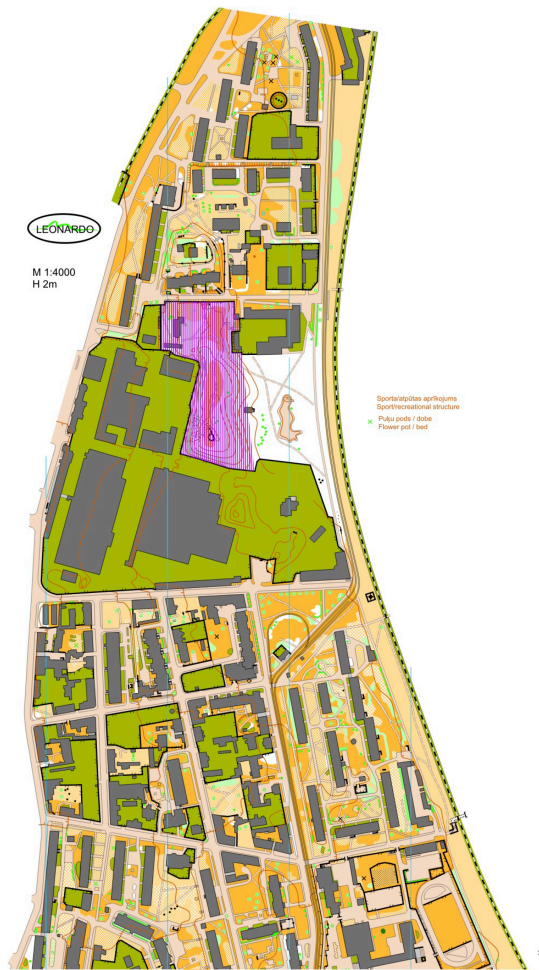 LEONARDO
M 1:4000
H 2m
Sporta/atpūtas aprīkojums
Sport/recreational structure
Puķu pods / dobe
Flower pot / bed